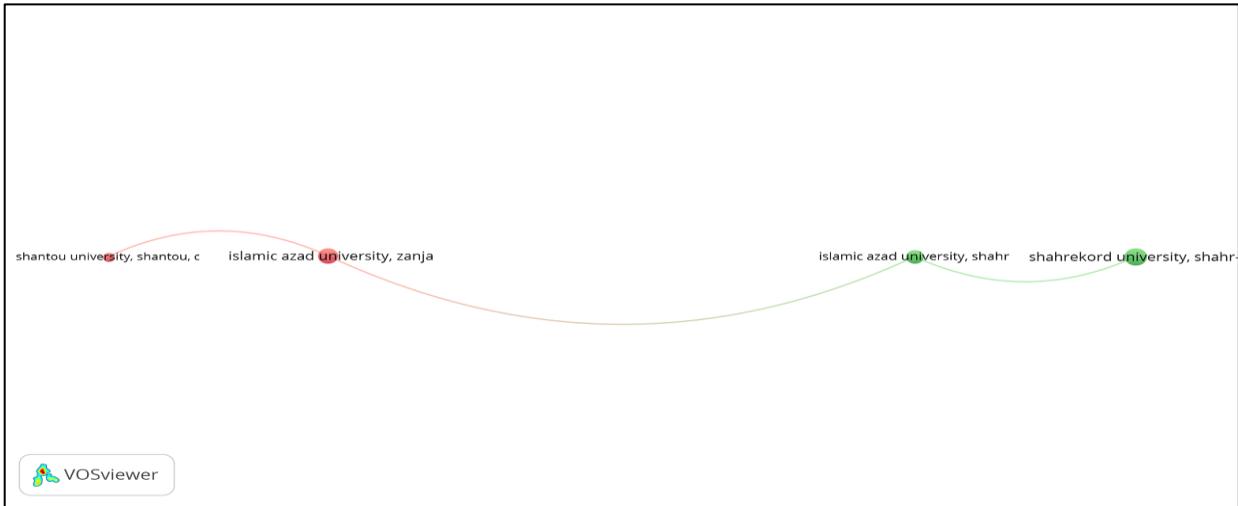 shantou university, shantou, c
islamic azad university, zanja
islamic azad university, shahr
shahrekord university, shahr-
VOSviewer